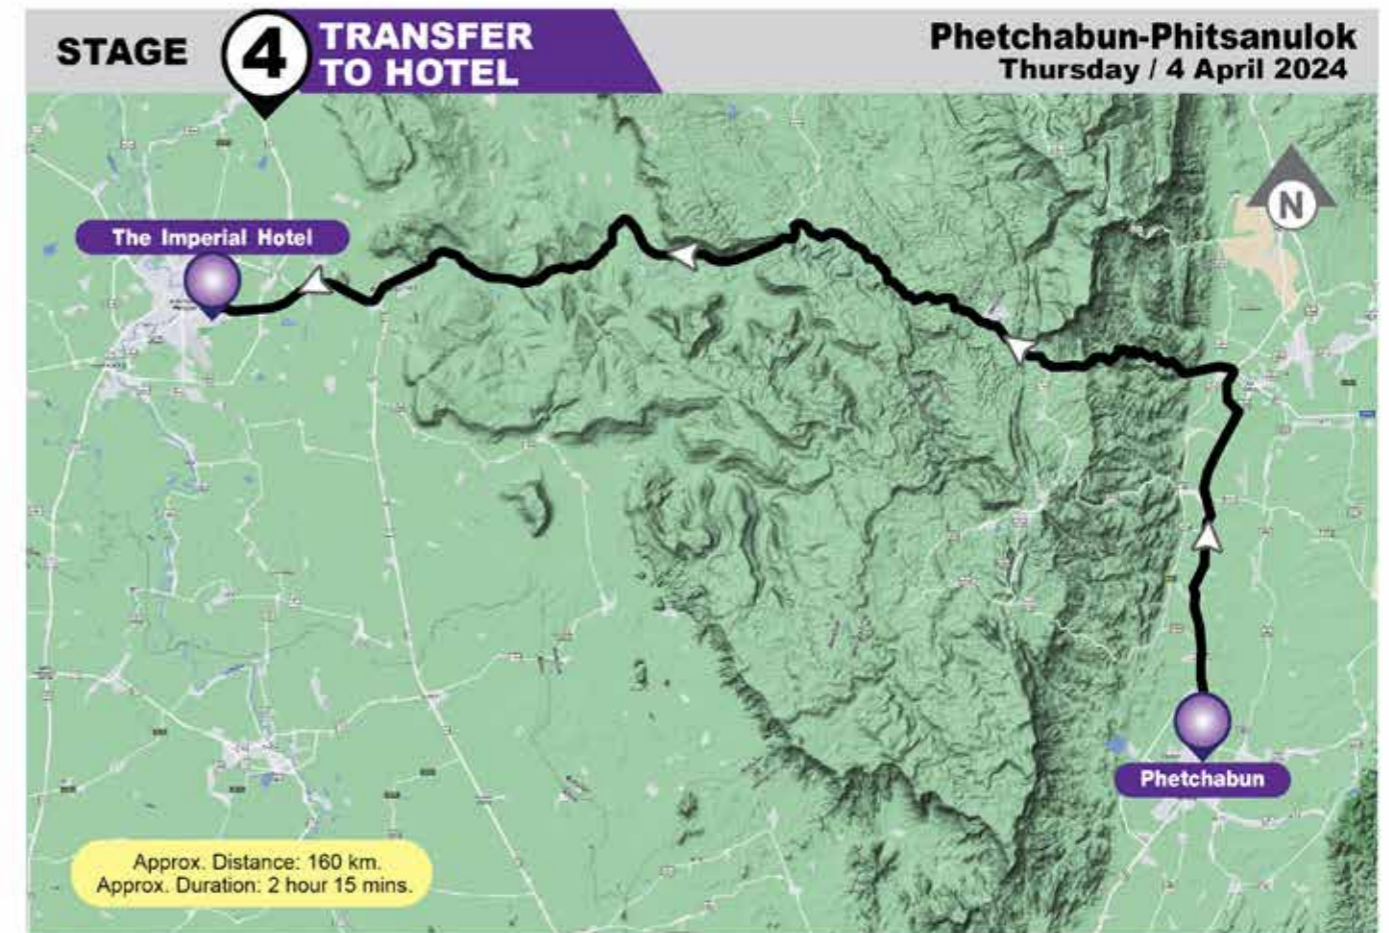 STAGE
4
TRANSFER
TO HOTEL
Phetchabun-Phitsanulok
Thursday / 4 April 2024
N
The Imperial Hotel
Phetchabun
Approx. Distance: 160 km.
Approx. Duration: 2 hour 15 mins.